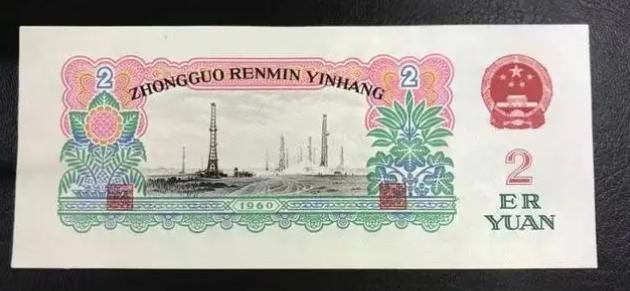 2
ZHONGGUO RENMIN YINHANG
2
1960
2
ER
YUAN